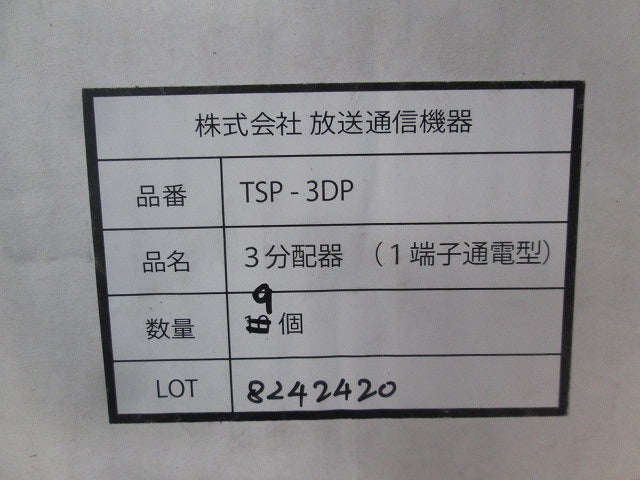 株式会社 放送通信機器
品番 TSP - 3DP
品名 3分配器 (1端子通電型)
数量 9 個
LOT 8242420